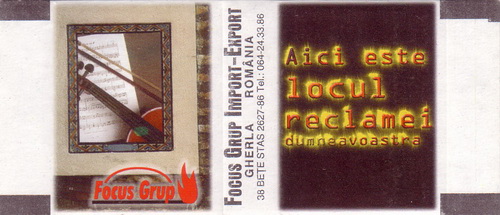 Focus Grup
FOCUS GRUP IMPORT-EXPORT
GHERLA ROMÂNIA
38 BEȚE STAS 2627-86 Tel.: 064-24.33.86
Aici este
locul
reclamei
dumneavoastra